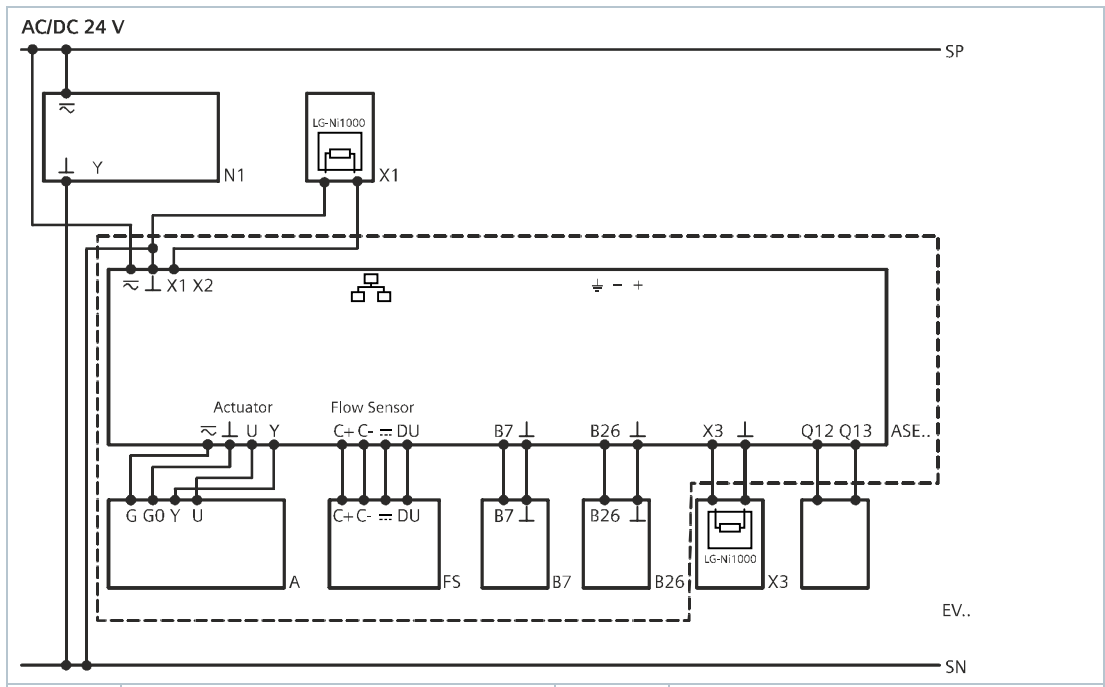 AC/DC 24 V
SP
LG-Ni1000
Y
N1
X1
X1 X2
- +
Actuator Flow Sensor
U Y C+ C- DU B7 B26 X3 Q12 Q13 ASE..
G G0 Y U C+ C- DU B7 B26
LG-Ni1000
A FS B7 B26 X3
EV..
SN